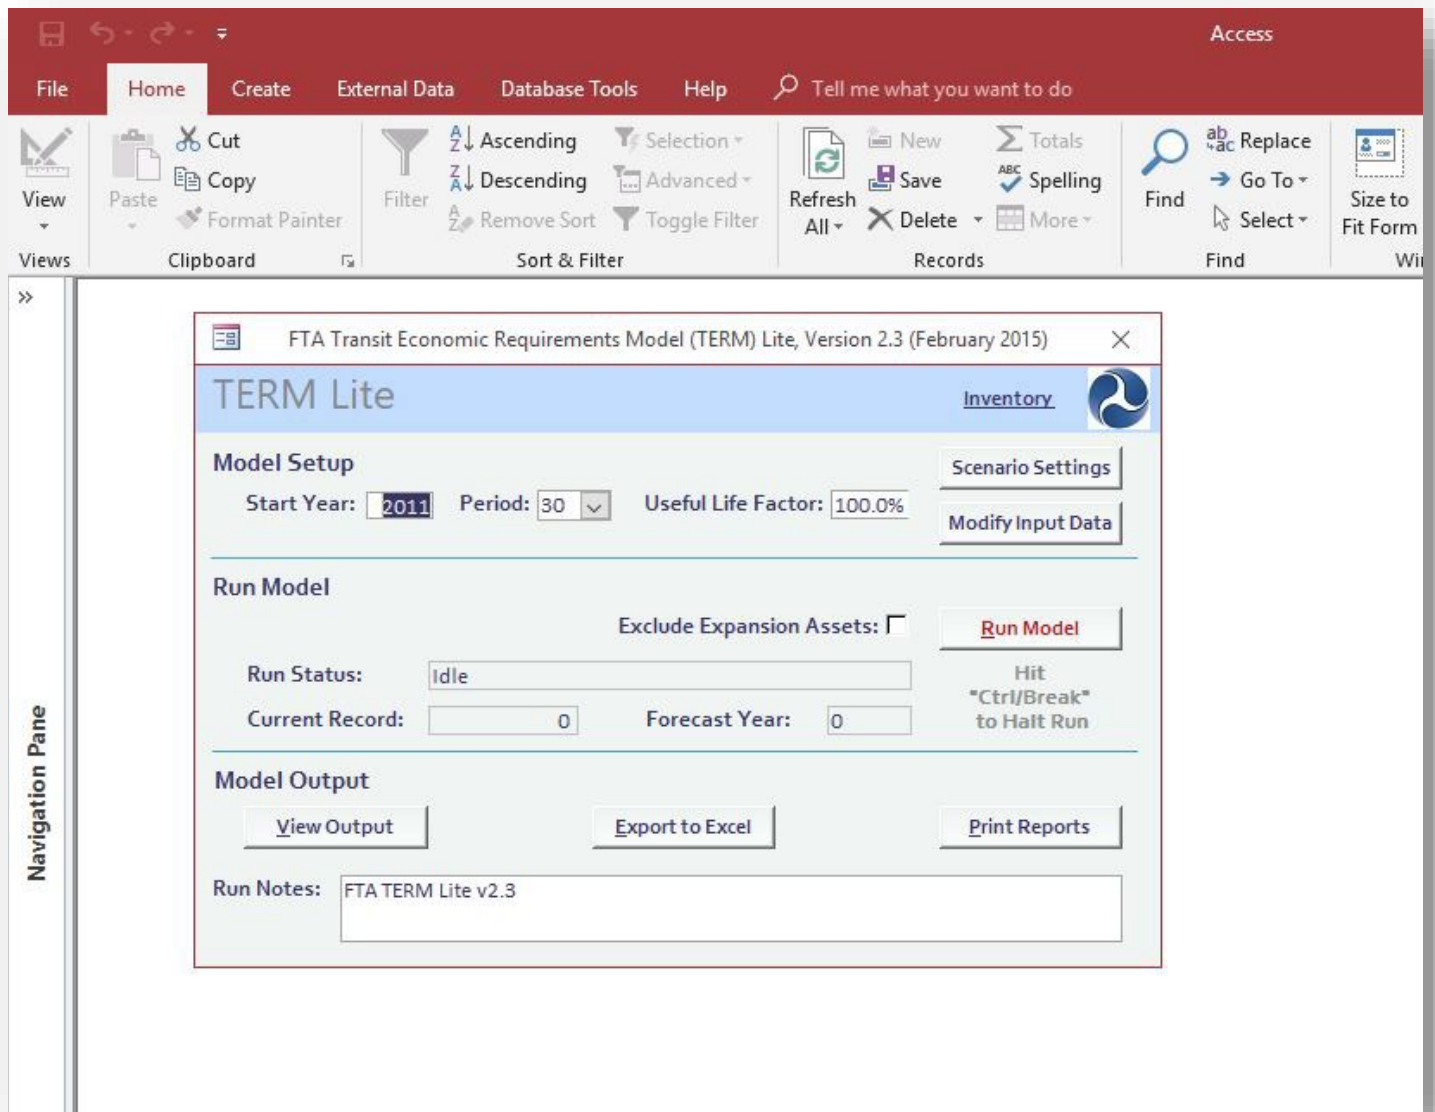 Access
File Home Create External Data Database Tools Help Tell me what you want to do
View
Views
Paste
Cut
Copy
Format Painter
Clipboard
Filter
Ascending
Descending
Remove Sort
Selection
Advanced
Toggle Filter
Sort & Filter
Refresh
All
New
Save
Delete
Totals
Spelling
More
Records
Find
Replace
Go To
Select
Find
Size to
Fit Form
Wi
Navigation Pane
FTA Transit Economic Requirements Model (TERM) Lite, Version 2.3 (February 2015)
TERM Lite Inventory
Model Setup Scenario Settings
Start Year: 2011 Period: 30 Useful Life Factor: 100.0%
Modify Input Data
Run Model
Exclude Expansion Assets: Run Model
Run Status: Idle
Hit
"Ctrl/Break"
to Halt Run
Current Record: 0 Forecast Year: 0
Model Output
View Output Export to Excel Print Reports
Run Notes: FTA TERM Lite v2.3